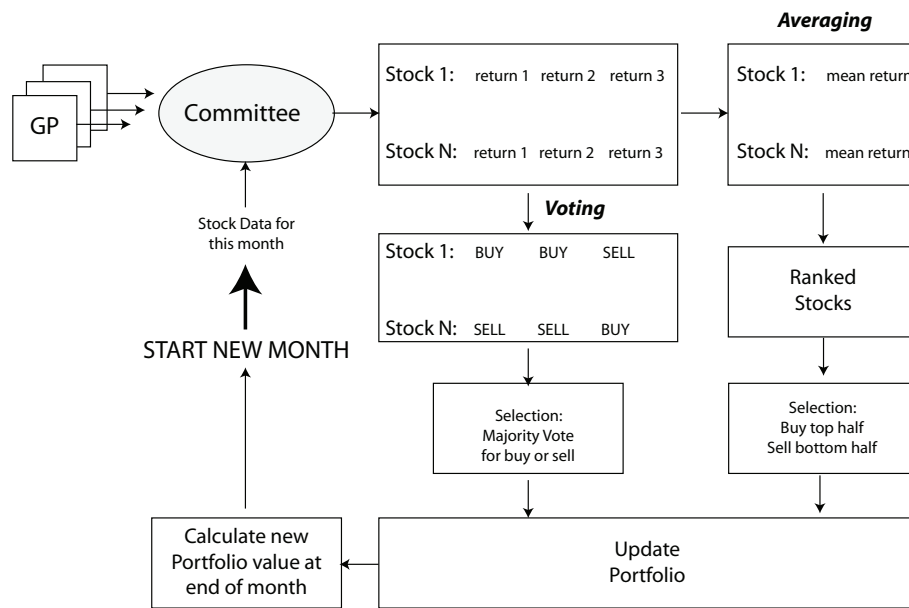 Averaging
Stock 1: return 1 return 2 return 3
Stock 1: mean return
GP
Committee
Stock N: return 1 return 2 return 3
Stock N: mean return
Voting
Stock Data for
this month
Stock 1: BUY BUY SELL
Stock N: SELL SELL BUY
Ranked
Stocks
START NEW MONTH
Selection:
Majority Vote
for buy or sell
Selection:
Buy top half
Sell bottom half
Calculate new
Portfolio value at
end of month
Update
Portfolio